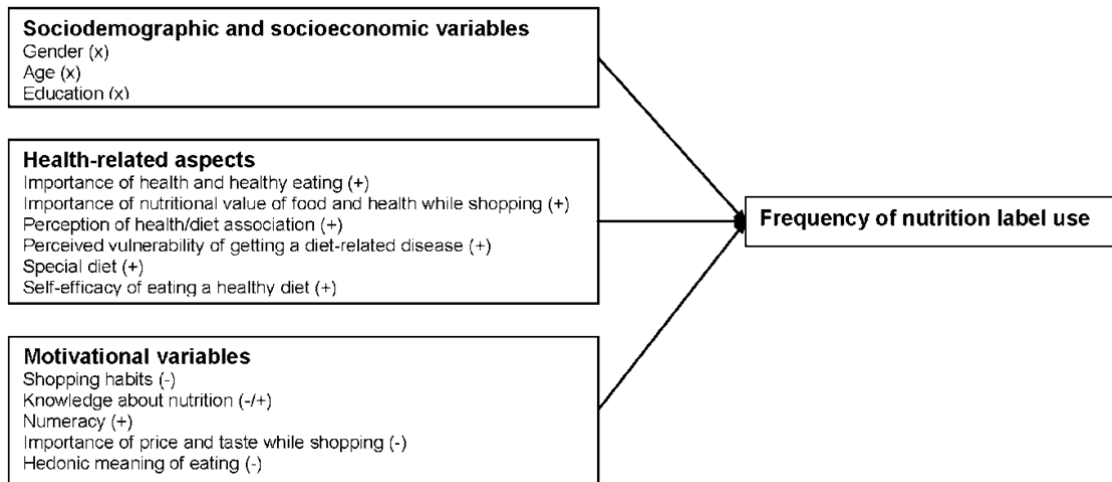 Sociodemographic and socioeconomic variables
Gender (x)
Age (x)
Education (x)
Health-related aspects
Importance of health and healthy eating (+)
Importance of nutritional value of food and health while shopping (+)
Perception of health/diet association (+)
Perceived vulnerability of getting a diet-related disease (+)
Special diet (+)
Self-efficacy of eating a healthy diet (+)
Frequency of nutrition label use
Motivational variables
Shopping habits (-)
Knowledge about nutrition (-/+)
Numeracy (+)
Importance of price and taste while shopping (-)
Hedonic meaning of eating (-)